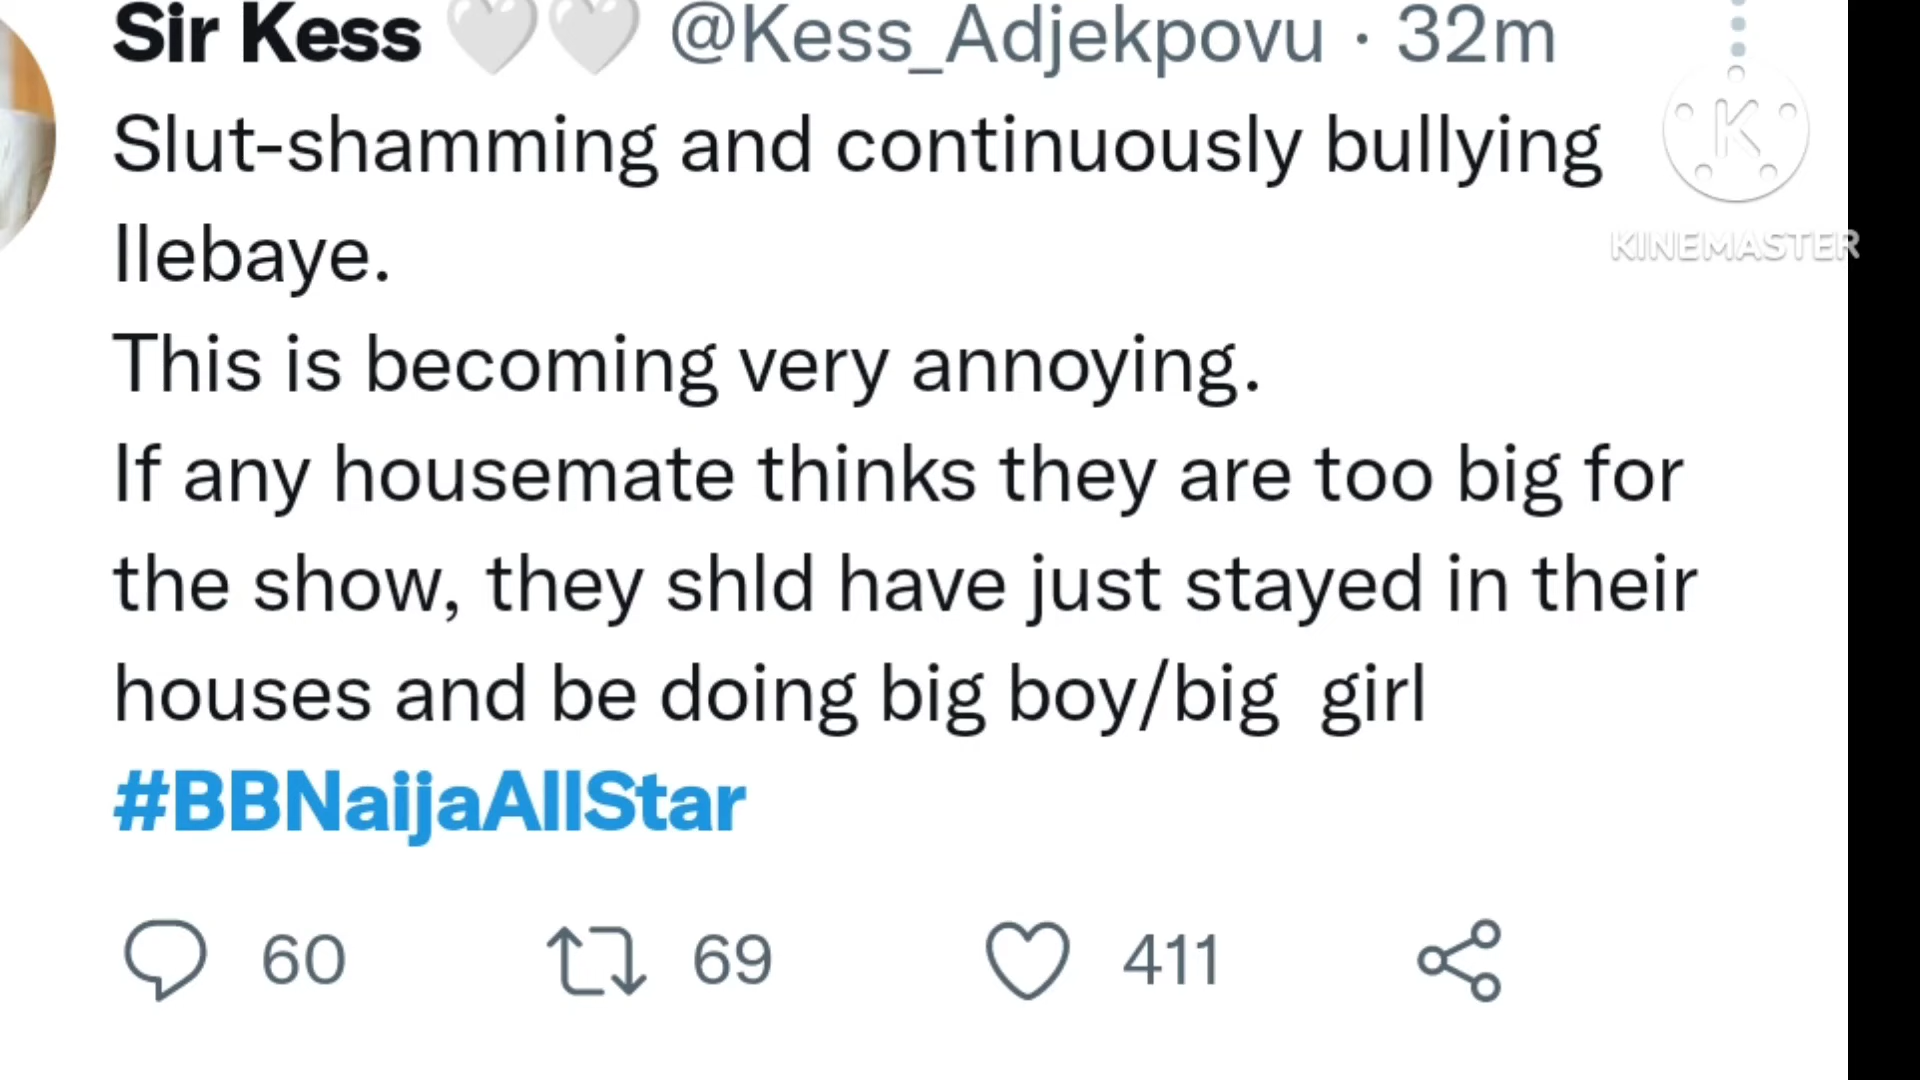 Sir Kess 🤍🤍 @Kess_Adjekpovu · 32m
Slut-shamming and continuously bullying
Ilebaye.
This is becoming very annoying.
If any housemate thinks they are too big for
the show, they shld have just stayed in their
houses and be doing big boy/big  girl
#BBNaijaAllStar
60 69 411
K
KINEMASTER